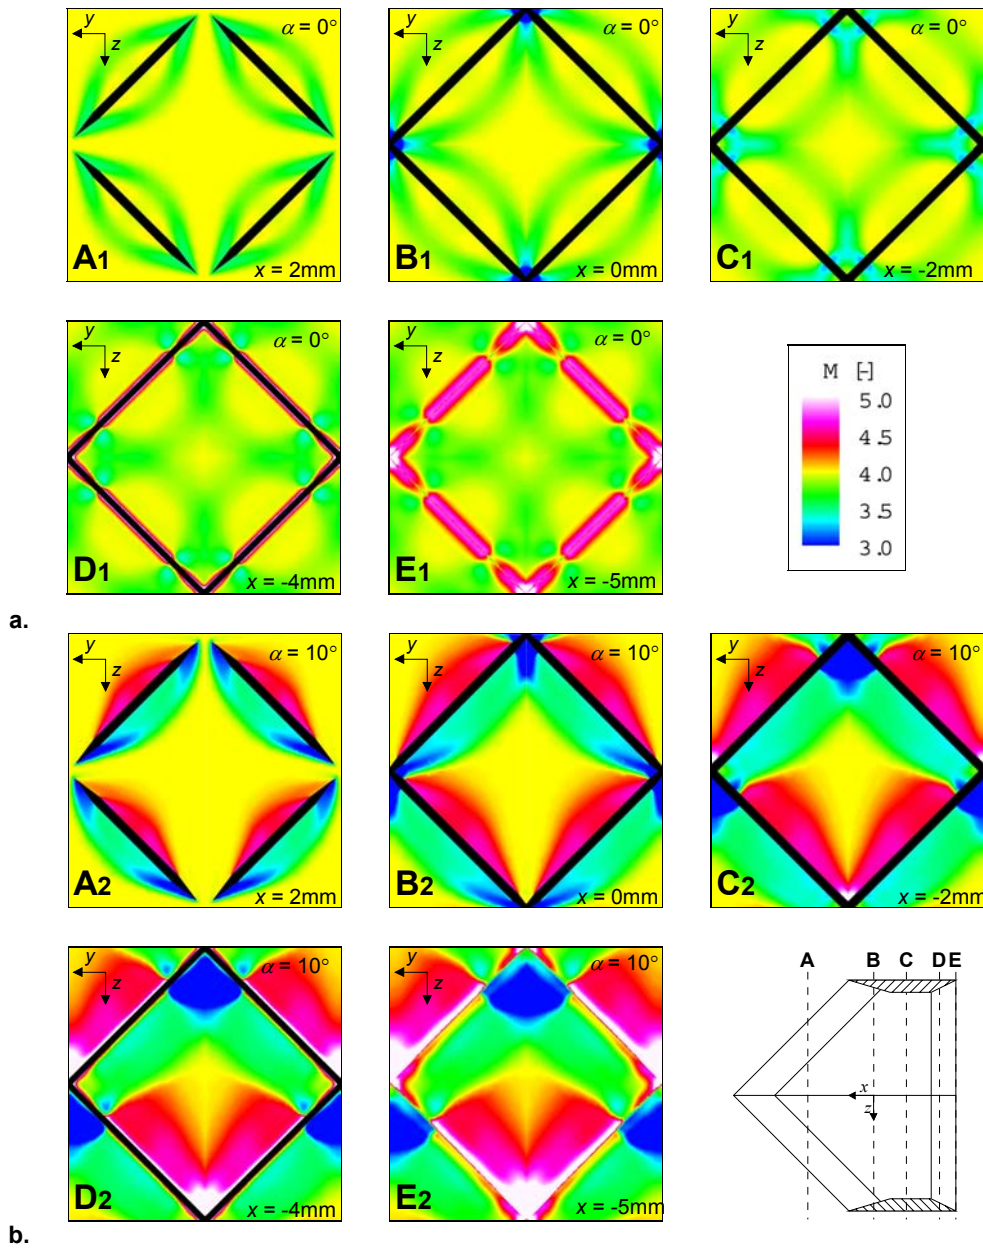 y
z
α = 0°
A1
x = 2mm
y
z
α = 0°
B1
x = 0mm
y
z
α = 0°
C1
x = -2mm
y
z
α = 0°
D1
x = -4mm
y
z
α = 0°
E1
x = -5mm
M [-]
5.0
4.5
4.0
3.5
3.0
a.
y
z
α = 10°
A2
x = 2mm
y
z
α = 10°
B2
x = 0mm
y
z
α = 10°
C2
x = -2mm
y
z
α = 10°
D2
x = -4mm
y
z
α = 10°
E2
x = -5mm
A B C D E
x
z
b.